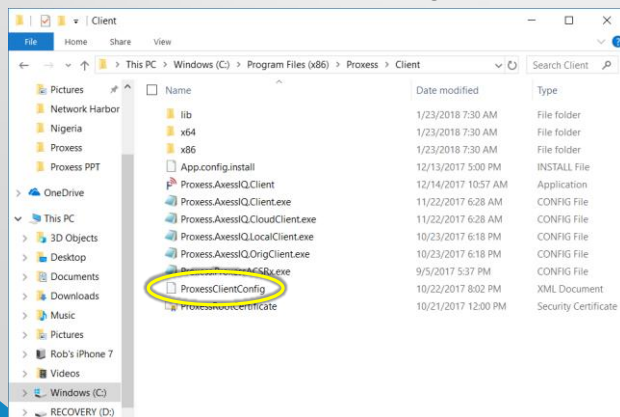 Client
File Home Share View
This PC > Windows (C:) > Program Files (x86) > Proxess > Client
Search Client
Name Date modified Type
Pictures
Network Harbor
Nigeria
Proxess
Proxess PPT
OneDrive
This PC
3D Objects
Desktop
Documents
Downloads
Music
Pictures
Rob's iPhone 7
Videos
Windows (C:)
RECOVERY (D:)
lib 1/23/2018 7:30 AM File folder
x64 1/23/2018 7:30 AM File folder
x86 1/23/2018 7:30 AM File folder
App.config.install 12/13/2017 5:00 PM INSTALL File
Proxess.AxessIQ.Client 12/14/2017 10:57 AM Application
Proxess.AxessIQ.Client.exe 11/22/2017 6:28 AM CONFIG File
Proxess.AxessIQ.CloudClient.exe 11/22/2017 6:28 AM CONFIG File
Proxess.AxessIQ.LocalClient.exe 10/23/2017 6:18 PM CONFIG File
Proxess.AxessIQ.OrigClient.exe 10/23/2017 6:18 PM CONFIG File
9/5/2017 5:37 PM CONFIG File
ProxessClientConfig 10/22/2017 8:02 PM XML Document
ProxessRootCertificate 10/21/2017 12:00 PM Security Certificate